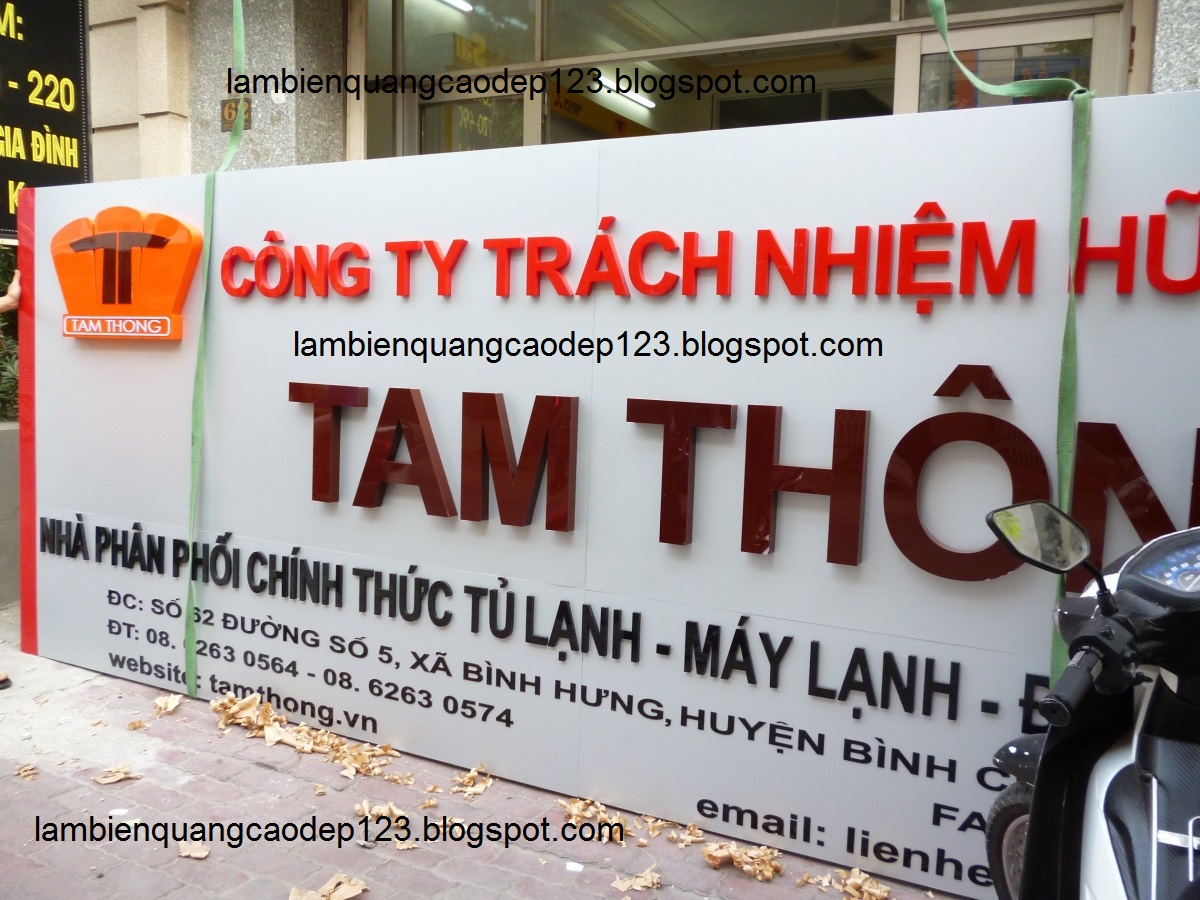 M:
- 220
GIA ĐÌNH
K
lambienquangcaodep123.blogspot.com
62
TAM THONG
CÔNG TY TRÁCH NHIỆM HỮ
lambienquangcaodep123.blogspot.com
TAM THÔN
NHÀ PHÂN PHỐI CHÍNH THỨC TỦ LẠNH - MÁY LẠNH - Đ
ĐC: SỐ 62 ĐƯỜNG SỐ 5, XÃ BÌNH HƯNG, HUYỆN BÌNH C
ĐT: 08. 6263 0564 - 08. 6263 0574
FA
website: tamthong.vn
email: lienhe
lambienquangcaodep123.blogspot.com